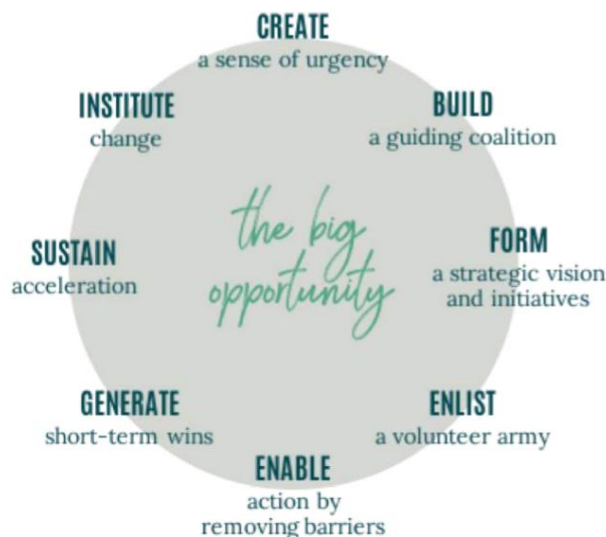 CREATE
a sense of urgency
BUILD
a guiding coalition
FORM
a strategic vision
and initiatives
ENLIST
a volunteer army
ENABLE
action by
removing barriers
GENERATE
short-term wins
SUSTAIN
acceleration
INSTITUTE
change
the big
opportunity